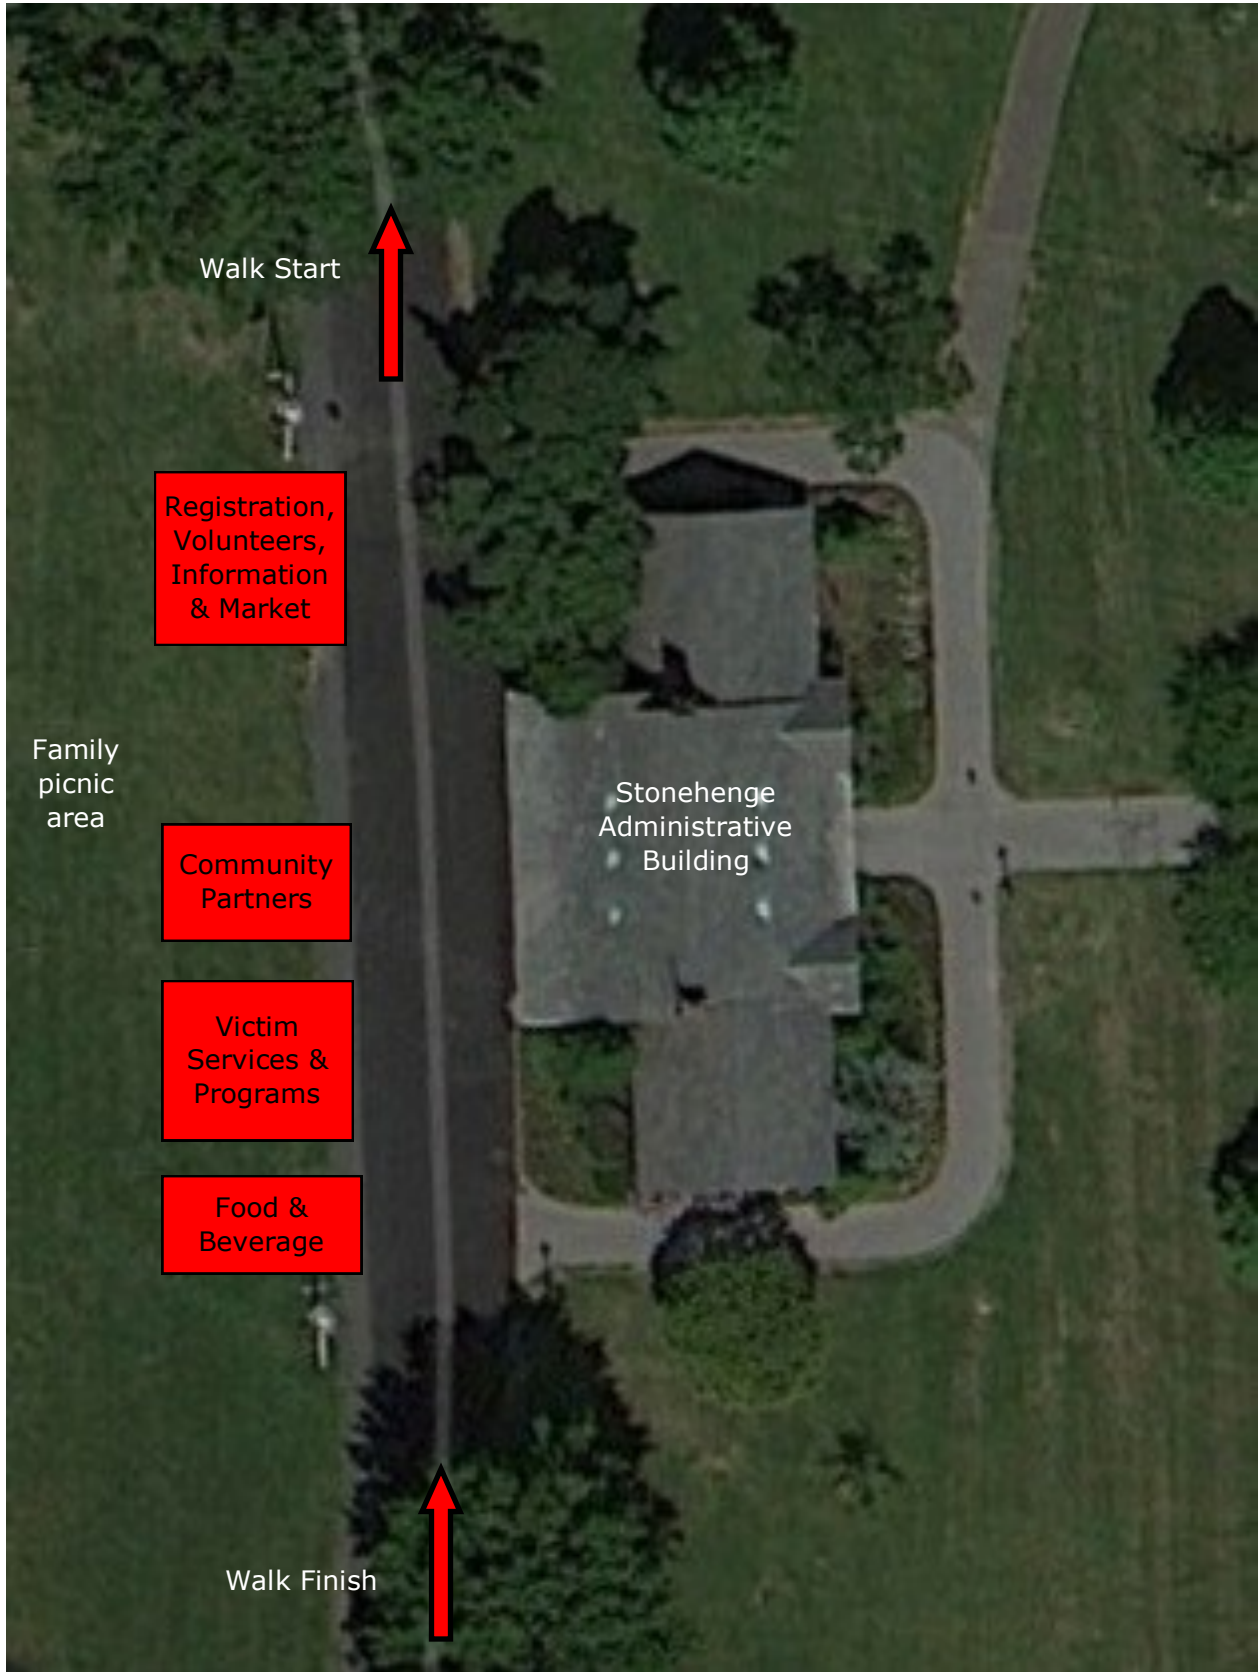 Walk Start
Registration,
Volunteers,
Information
& Market
Family
picnic
area
Stonehenge
Administrative
Building
Community
Partners
Victim
Services &
Programs
Food &
Beverage
Walk Finish